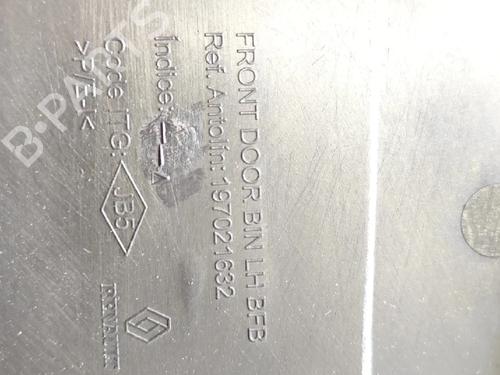 FRONT DOOR BIN LH BFB
Ref. Antolin: 197021632
Indice:
Code ITG: JB5
>P/E-I<
RENAULT
B-PARTS